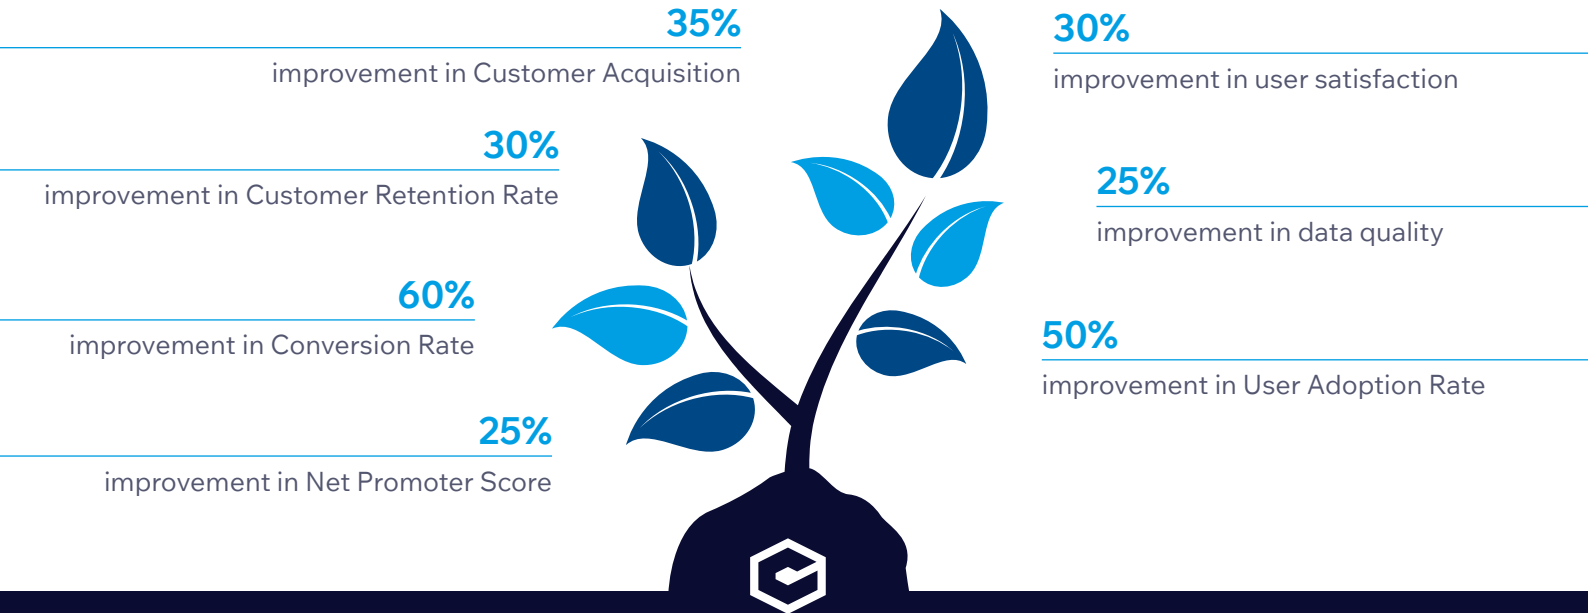 35%
improvement in Customer Acquisition
30%
improvement in Customer Retention Rate
60%
improvement in Conversion Rate
25%
improvement in Net Promoter Score
30%
improvement in user satisfaction
25%
improvement in data quality
50%
improvement in User Adoption Rate